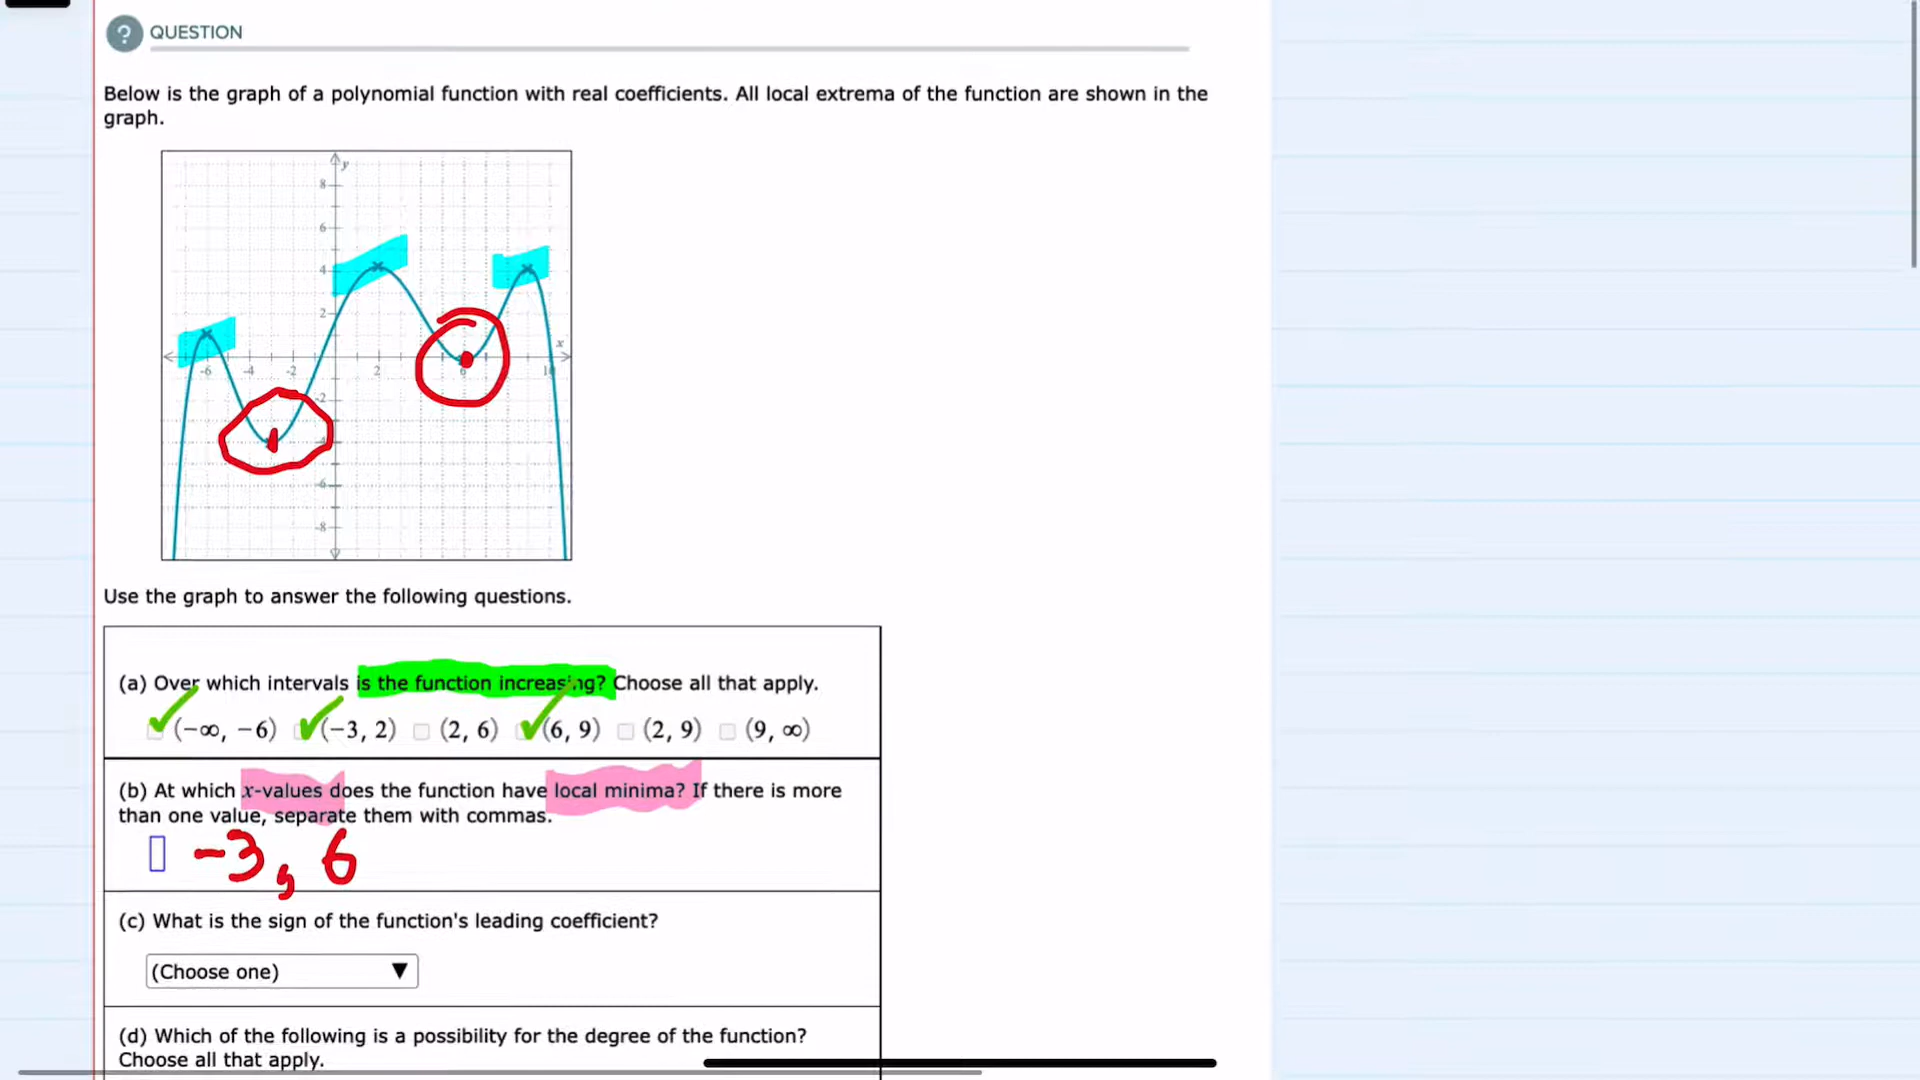 ? QUESTION
Below is the graph of a polynomial function with real coefficients. All local extrema of the function are shown in the
graph.
y
8
6
4
2
x
-6 -4 -2 2 6 10
-2
-6
-8
Use the graph to answer the following questions.
(a) Over which intervals is the function increasing? Choose all that apply.
(−∞, −6) (−3, 2) (2, 6) (6, 9) (2, 9) (9, ∞)
(b) At which x-values does the function have local minima? If there is more
than one value, separate them with commas.
-3, 6
(c) What is the sign of the function's leading coefficient?
(Choose one)
(d) Which of the following is a possibility for the degree of the function?
Choose all that apply.